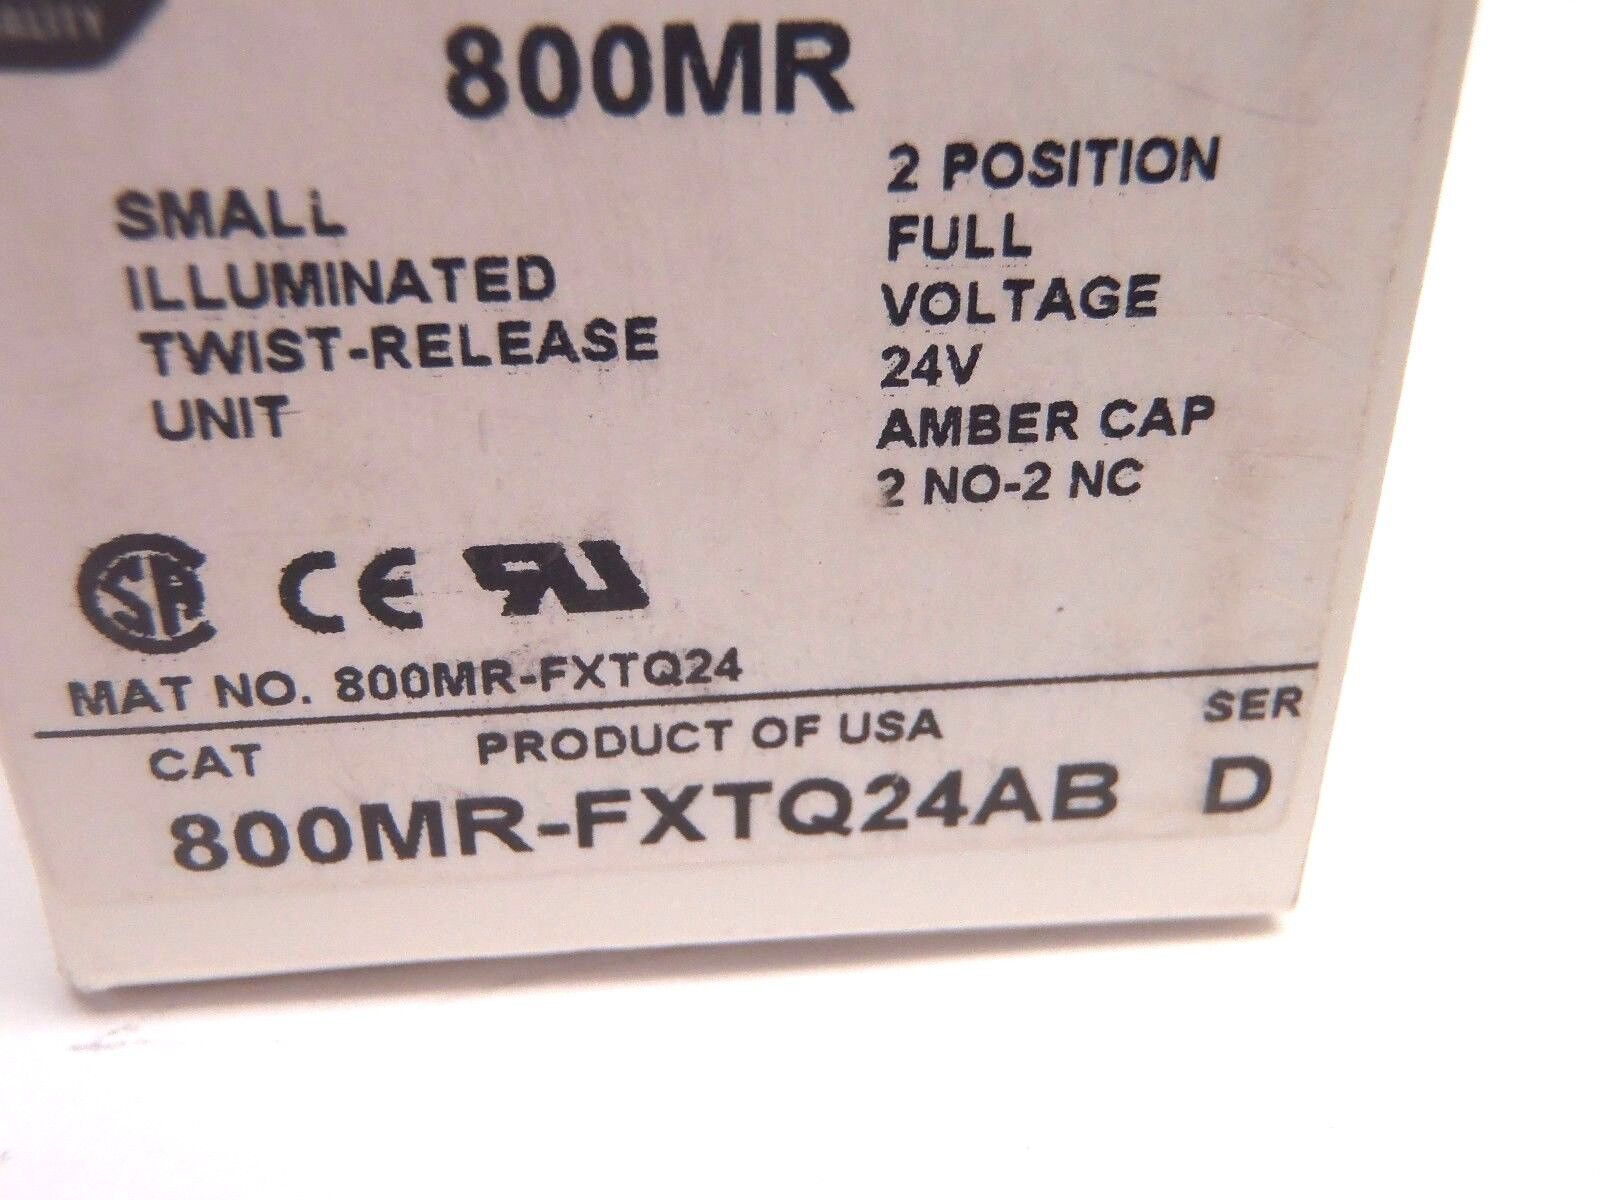 800MR
SMALL
ILLUMINATED
TWIST-RELEASE
UNIT
2 POSITION
FULL
VOLTAGE
24V
AMBER CAP
2 NO-2 NC
CE
MAT NO. 800MR-FXTQ24
CAT
PRODUCT OF USA
SER
800MR-FXTQ24AB
D